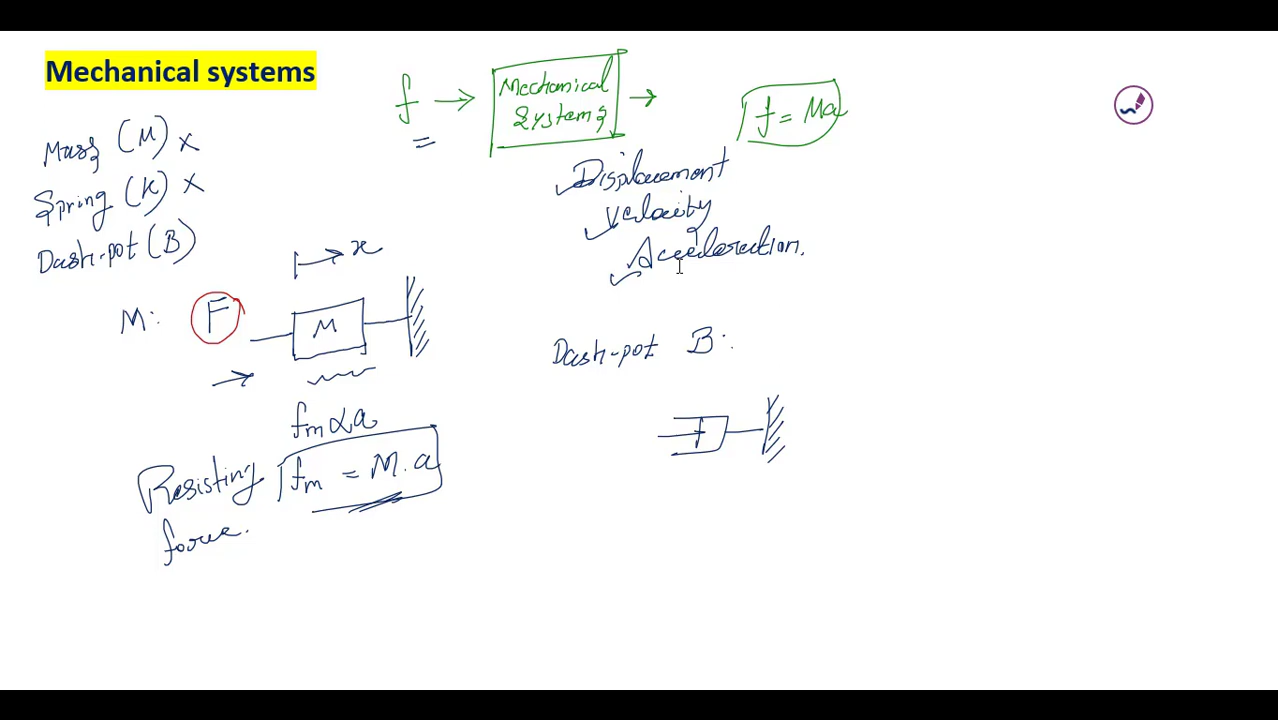 Mechanical systems
f → Mechanical Systems →
f = Ma
Mass (M) x
Spring (K) x
Dash-pot (B)
Displacement
Velocity
Acceleration.
x
M: F
M
fm α a
Resisting force.
fm = M.a
Dash-pot B: